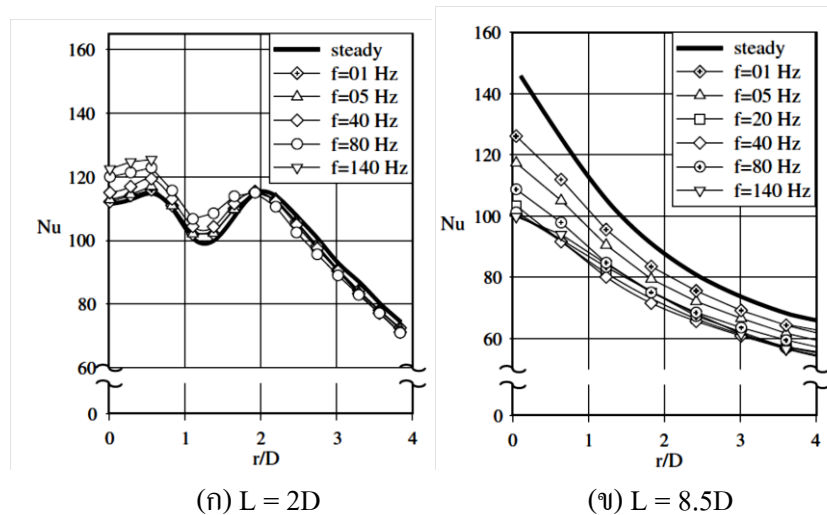 160
140
120
Nu
100
80
60
0
0 1 2 3 4
r/D
steady
f=01 Hz
f=05 Hz
f=40 Hz
f=80 Hz
f=140 Hz
(ก) L = 2D
160
140
120
Nu
100
80
60
0
0 1 2 3 4
r/D
steady
f=01 Hz
f=05 Hz
f=20 Hz
f=40 Hz
f=80 Hz
f=140 Hz
(ข) L = 8.5D